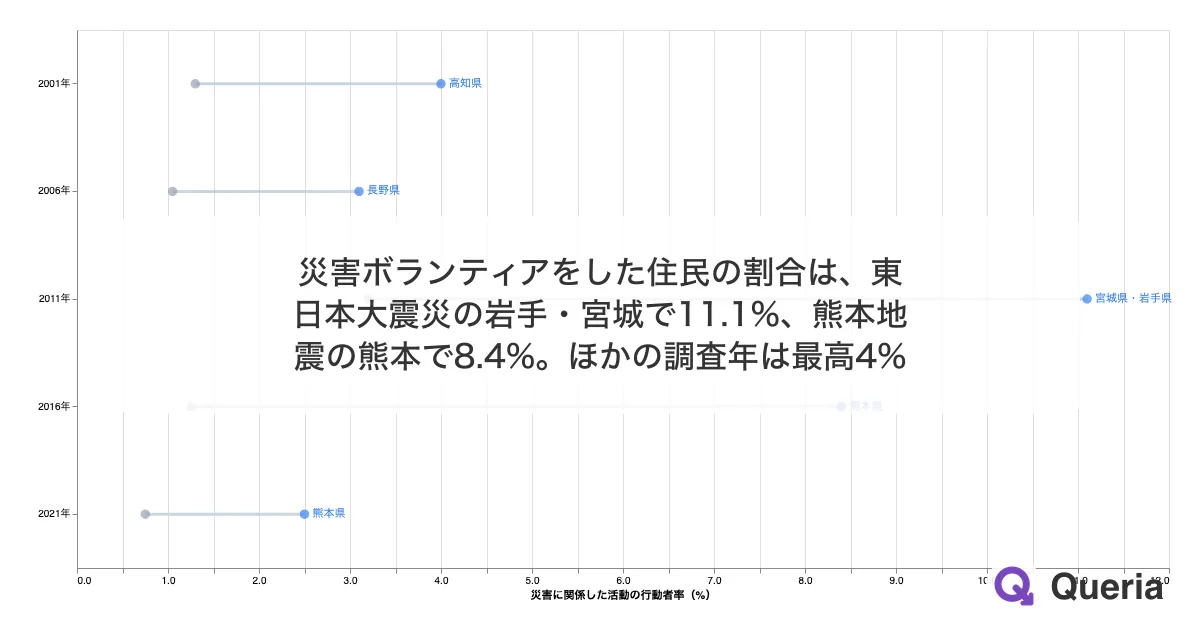 2001年
高知県
2006年
長野県
災害ボランティアをした住民の割合は、東
日本大震災の岩手・宮城で11.1%、熊本地
震の熊本で8.4%。ほかの調査年は最高4%
2011年
宮城県・岩手県
2016年
熊本県
2021年
熊本県
0.0 1.0 2.0 3.0 4.0 5.0 6.0 7.0 8.0 9.0 10 12.0
災害に関係した活動の行動者率（%）
Queria